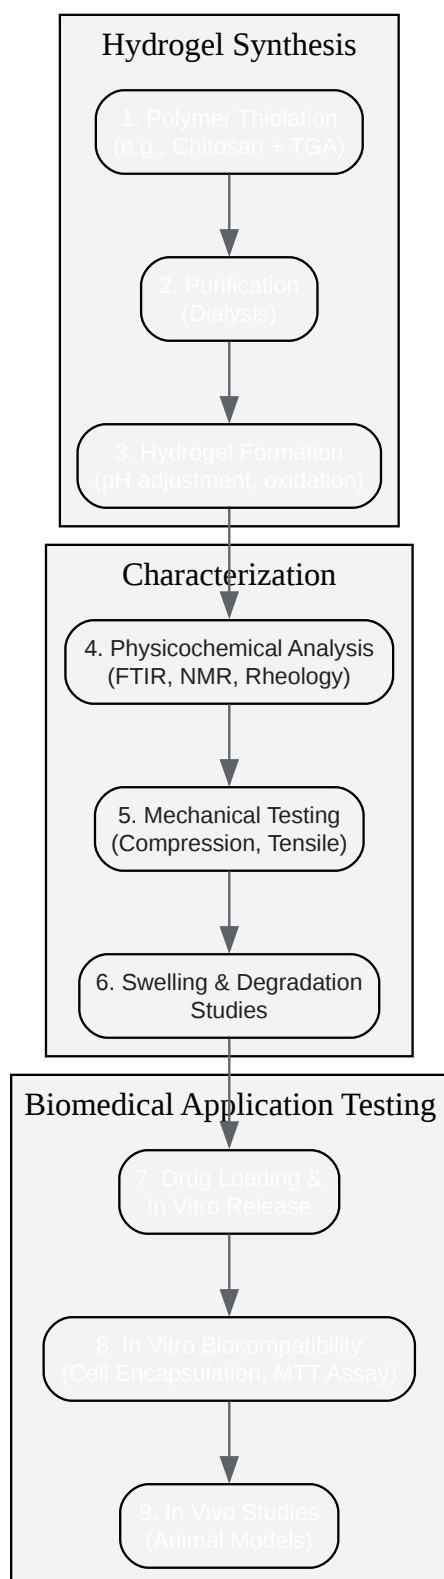 Hydrogel Synthesis
1. Polymer Thiolation
(e.g., Chitosan + TGA)
2. Purification
(Dialysis)
3. Hydrogel Formation
(pH adjustment, oxidation)
Characterization
4. Physicochemical Analysis
(FTIR, NMR, Rheology)
5. Mechanical Testing
(Compression, Tensile)
6. Swelling & Degradation
Studies
Biomedical Application Testing
7. Drug Loading &
In Vitro Release
8. In Vitro Biocompatibility
(Cell Encapsulation, MTT Assay)
9. In Vivo Studies
(Animal Models)